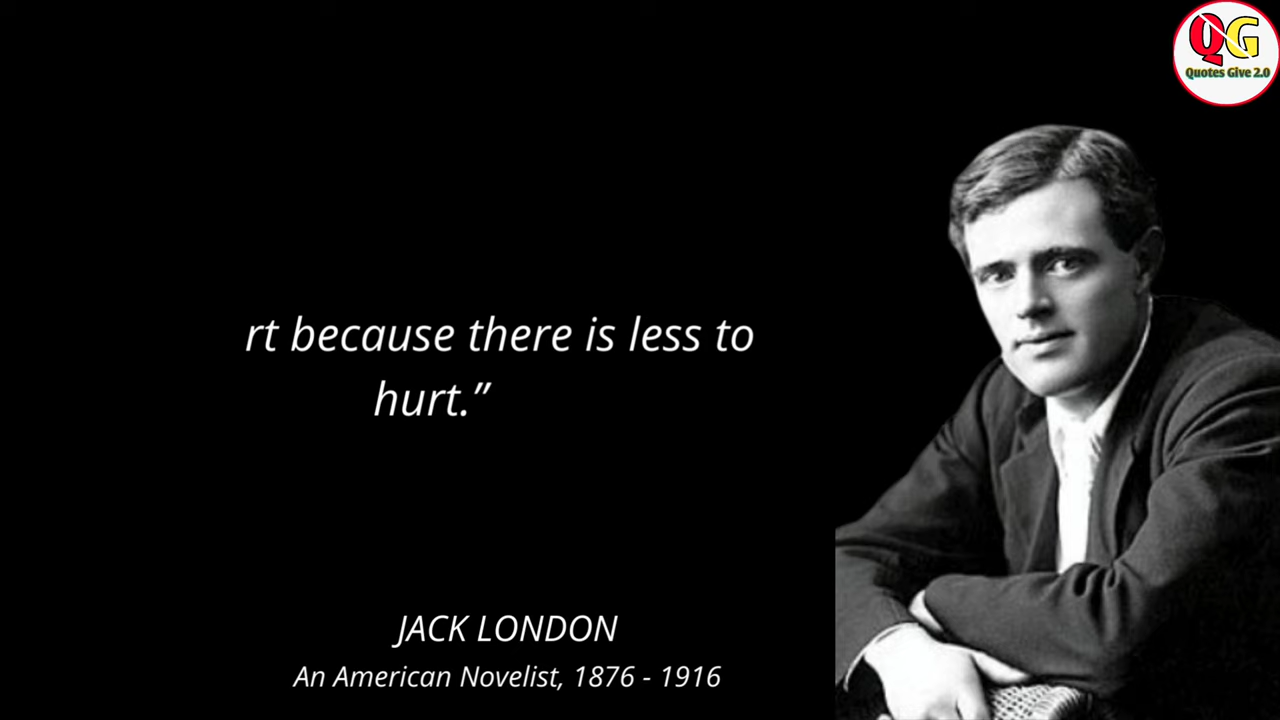 QG
Quotes Give 2.0
rt because there is less to
hurt.”
JACK LONDON
An American Novelist, 1876 - 1916